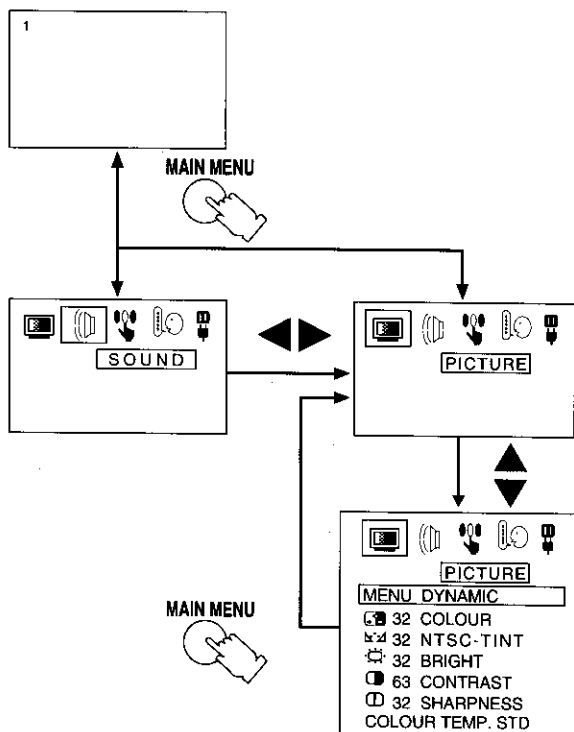 1
MAIN MENU
SOUND
PICTURE
PICTURE
MENU DYNAMIC
32 COLOUR
32 NTSC-TINT
32 BRIGHT
63 CONTRAST
32 SHARPNESS
COLOUR TEMP. STD
MAIN MENU